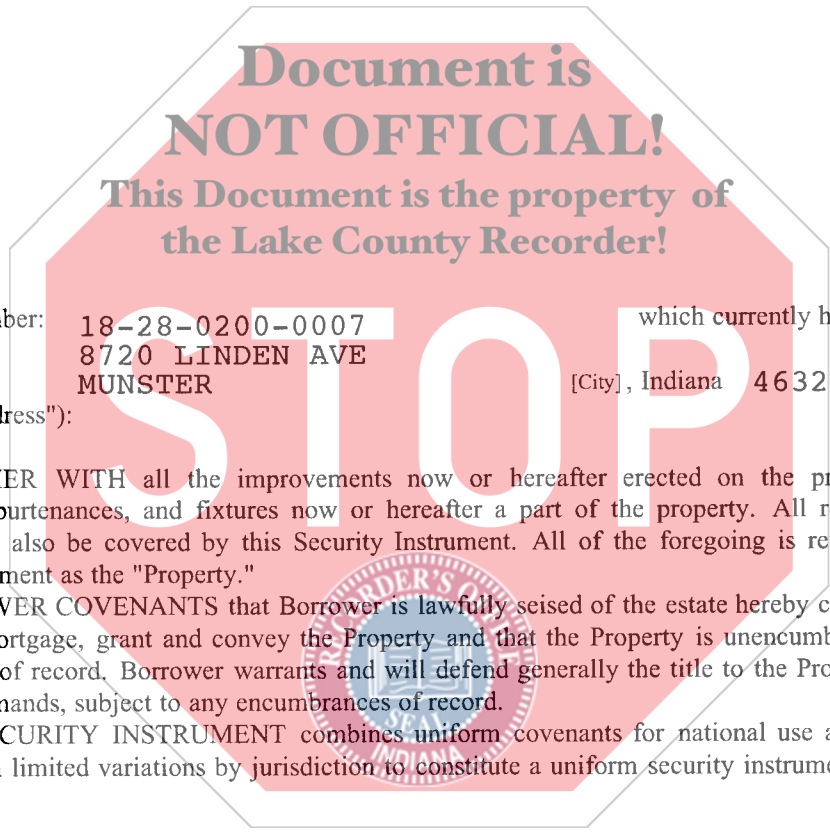 Document is
NOT OFFICIAL!
This Document is the property of
the Lake County Recorder!
STOP
ber: 18-28-0200-0007 which currently h
8720 LINDEN AVE
MUNSTER [City], Indiana 4632
dress"):
ER WITH all the improvements now or hereafter erected on the pr
ourtenances, and fixtures now or hereafter a part of the property. All r
also be covered by this Security Instrument. All of the foregoing is re
ment as the "Property."
WER COVENANTS that Borrower is lawfully seised of the estate hereby c
ortgage, grant and convey the Property and that the Property is unencumb
of record. Borrower warrants and will defend generally the title to the Pro
mands, subject to any encumbrances of record.
CURITY INSTRUMENT combines uniform covenants for national use a
limited variations by jurisdiction to constitute a uniform security instrume
RECORDER'S OFFICE
SEAL
INDIANA